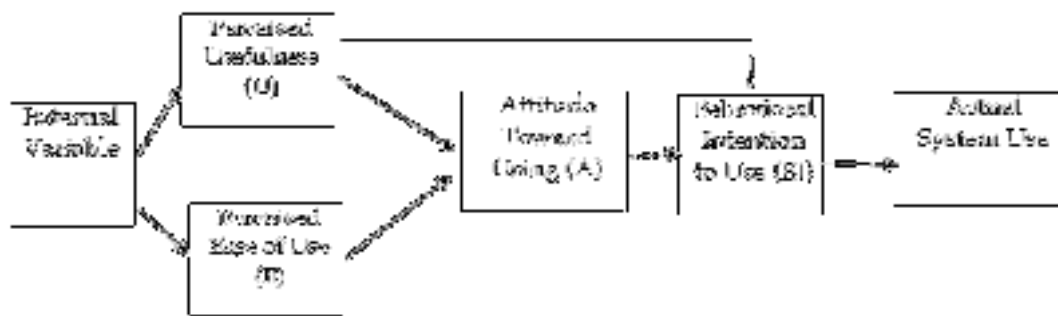 Perceived
Usefulness
(U)
External
Variable
Attitude
Toward
Using (A)
Behavioral
Intention
to Use (BI)
Actual
System Use
Perceived
Ease of Use
(E)